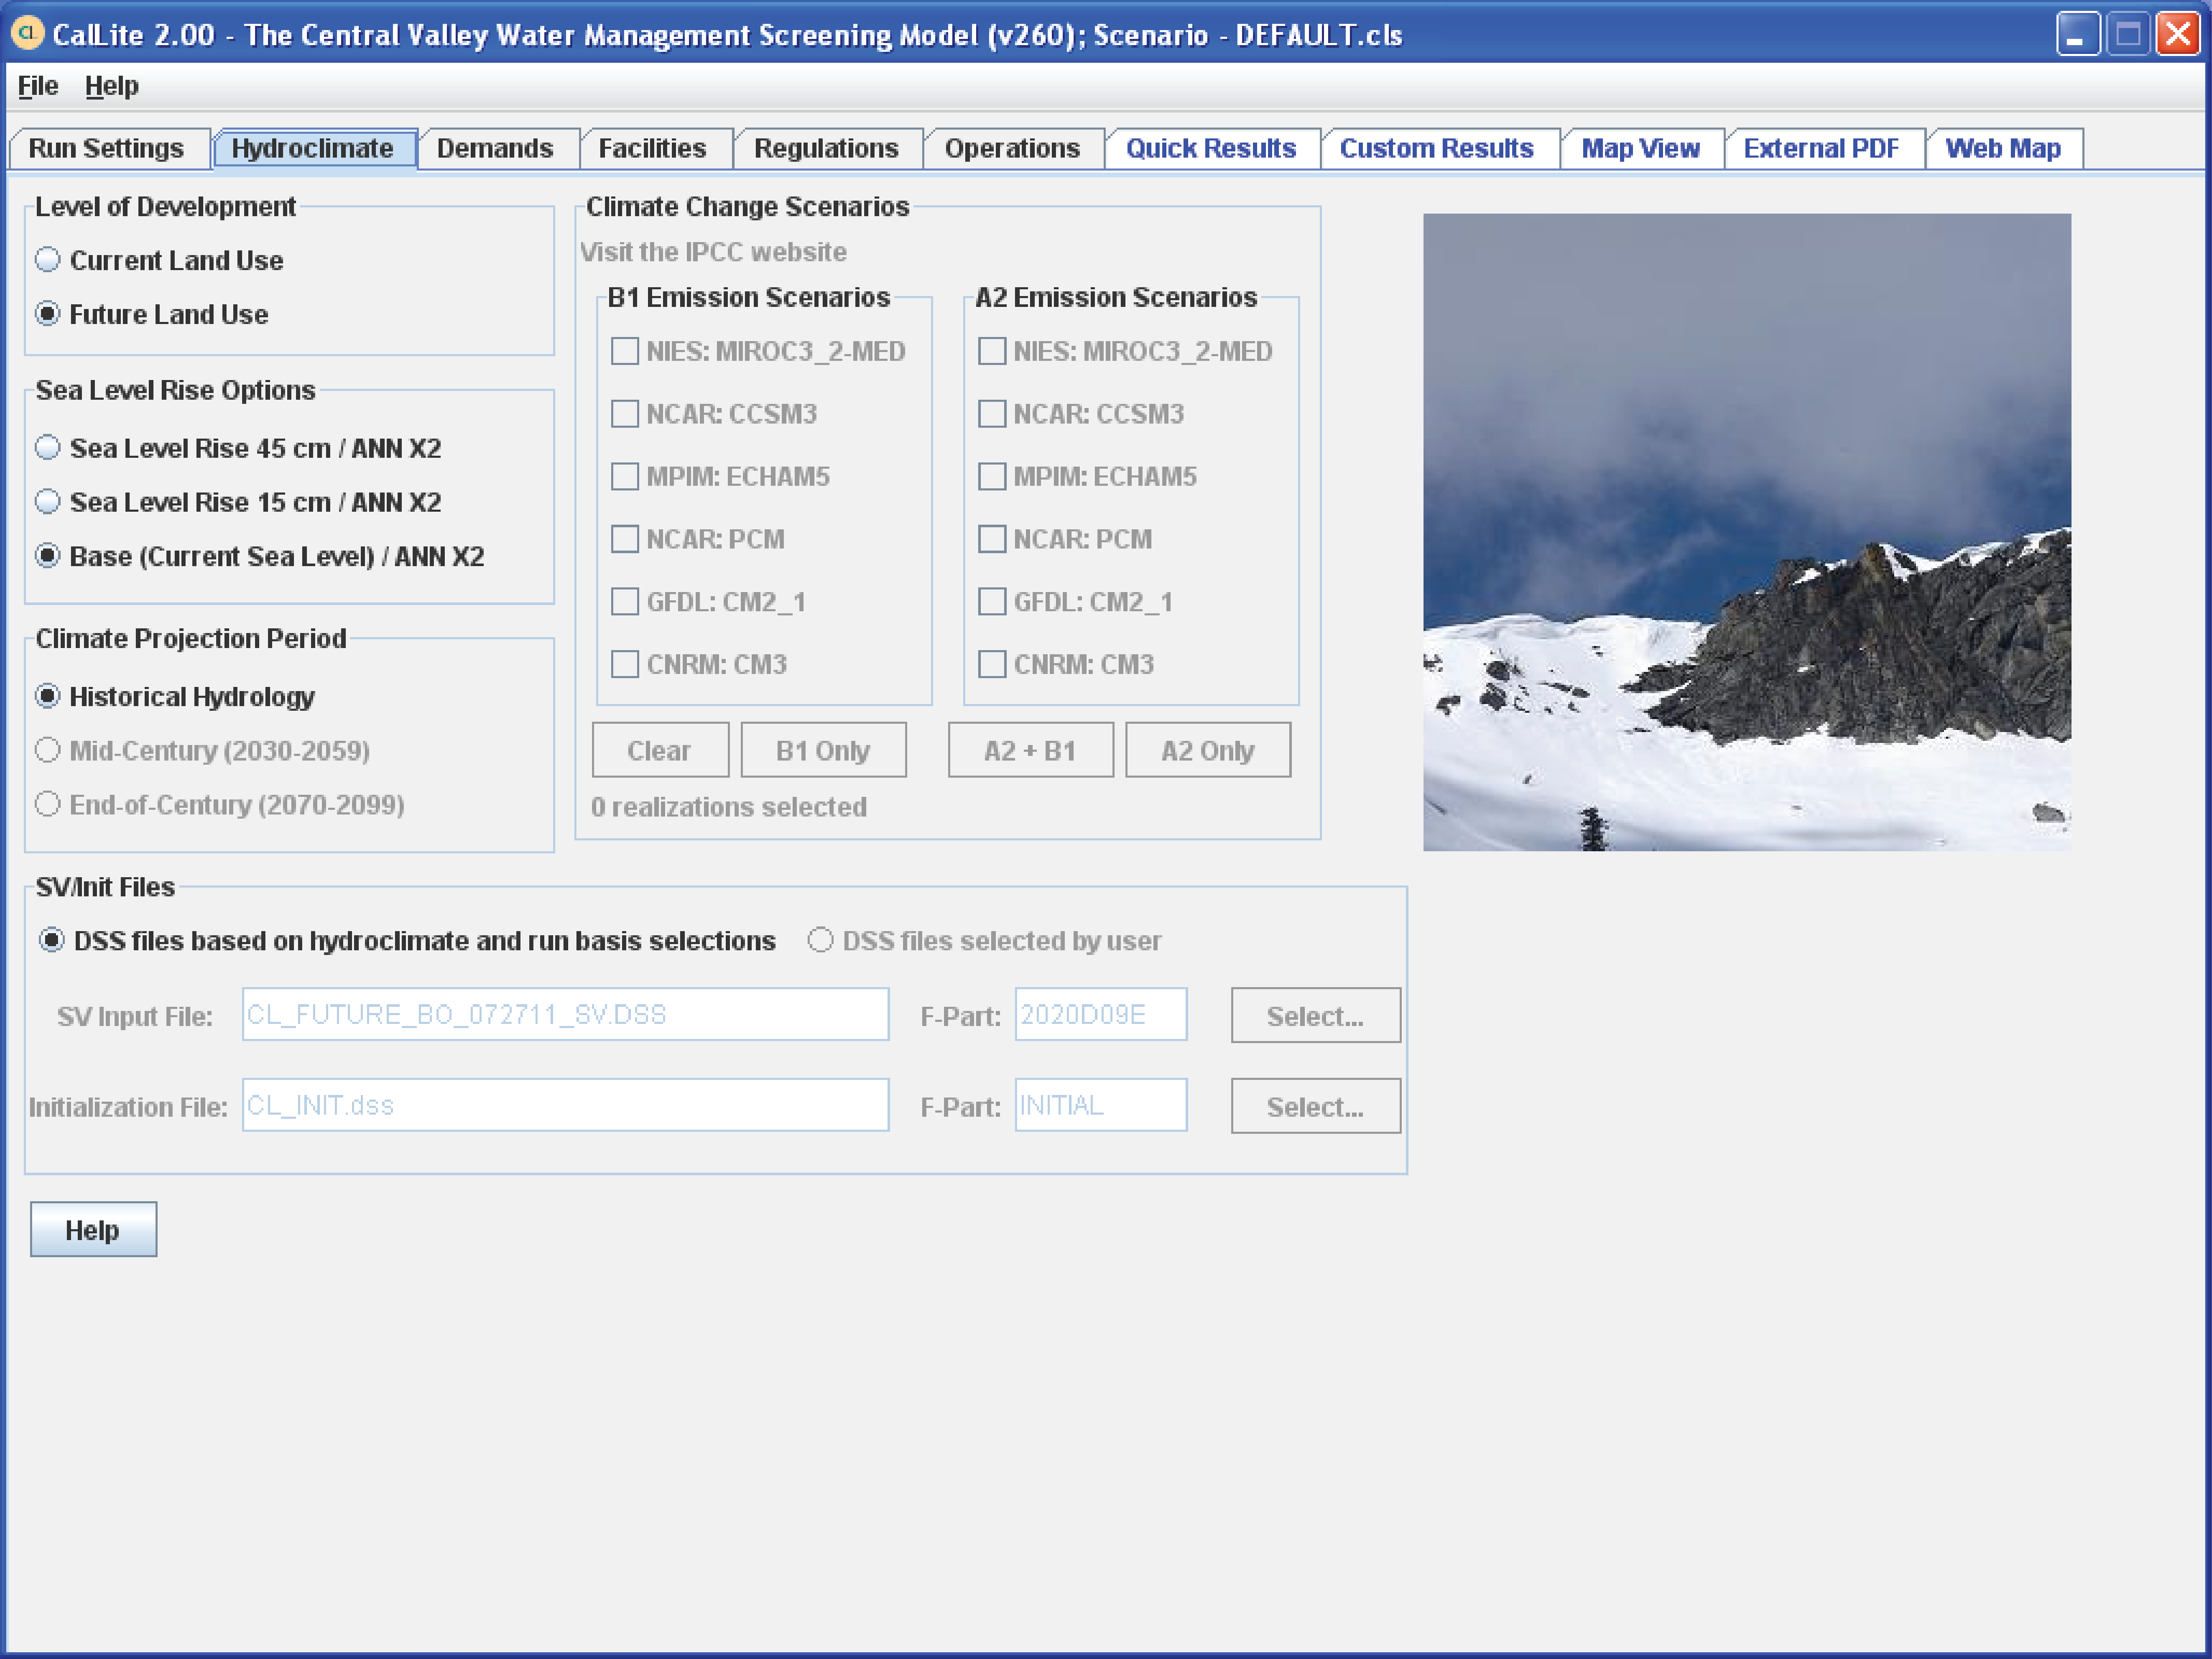 CL CalLite 2.00 - The Central Valley Water Management Screening Model (v260); Scenario - DEFAULT.cls
File Help
Run Settings Hydroclimate Demands Facilities Regulations Operations Quick Results Custom Results Map View External PDF Web Map
Level of Development
Current Land Use
Future Land Use
Sea Level Rise Options
Sea Level Rise 45 cm / ANN X2
Sea Level Rise 15 cm / ANN X2
Base (Current Sea Level) / ANN X2
Climate Projection Period
Historical Hydrology
Mid-Century (2030-2059)
End-of-Century (2070-2099)
Climate Change Scenarios
Visit the IPCC website
B1 Emission Scenarios
NIES: MIROC3_2-MED
NCAR: CCSM3
MPIM: ECHAM5
NCAR: PCM
GFDL: CM2_1
CNRM: CM3
A2 Emission Scenarios
NIES: MIROC3_2-MED
NCAR: CCSM3
MPIM: ECHAM5
NCAR: PCM
GFDL: CM2_1
CNRM: CM3
Clear B1 Only A2 + B1 A2 Only
0 realizations selected
SV/Init Files
DSS files based on hydroclimate and run basis selections DSS files selected by user
SV Input File: CL_FUTURE_BO_072711_SV.DSS F-Part: 2020D09E Select...
Initialization File: CL_INIT.dss F-Part: INITIAL Select...
Help